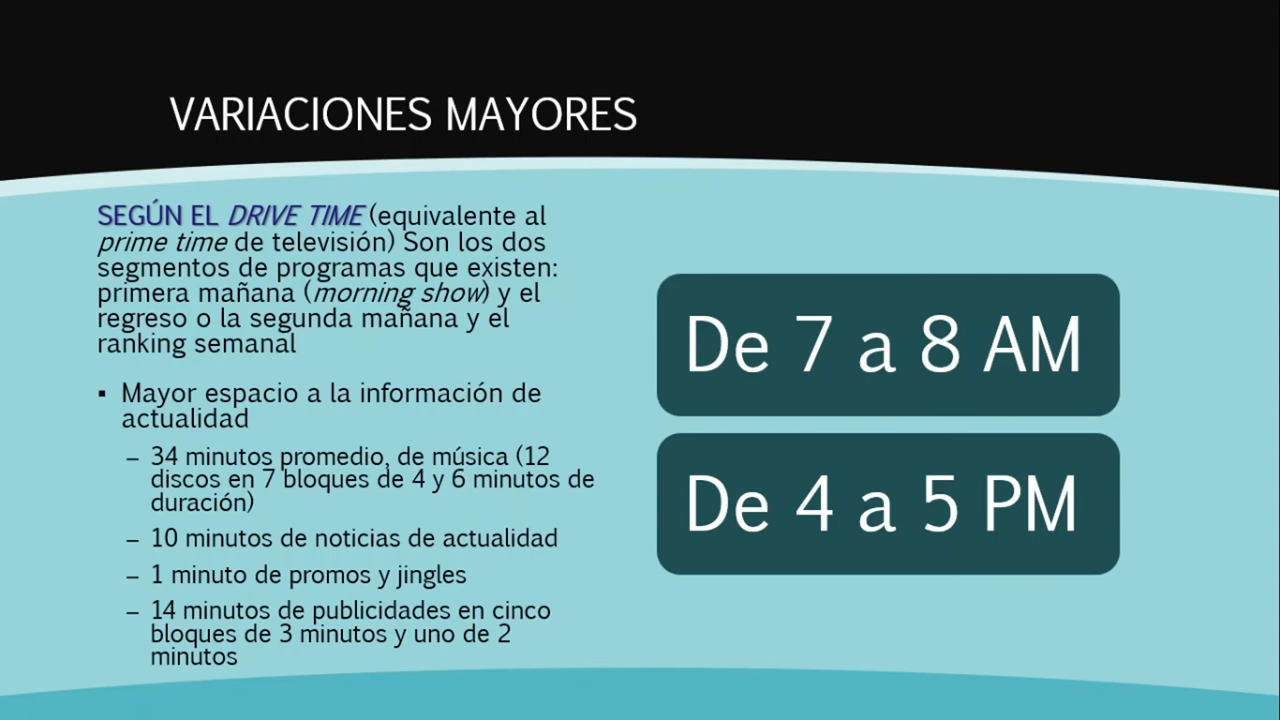 VARIACIONES MAYORES
SEGÚN EL DRIVE TIME (equivalente al
prime time de televisión) Son los dos
segmentos de programas que existen:
primera mañana (morning show) y el
regreso o la segunda mañana y el
ranking semanal
▪ Mayor espacio a la información de
actualidad
– 34 minutos promedio, de música (12
discos en 7 bloques de 4 y 6 minutos de
duración)
– 10 minutos de noticias de actualidad
– 1 minuto de promos y jingles
– 14 minutos de publicidades en cinco
bloques de 3 minutos y uno de 2
minutos
De 7 a 8 AM
De 4 a 5 PM